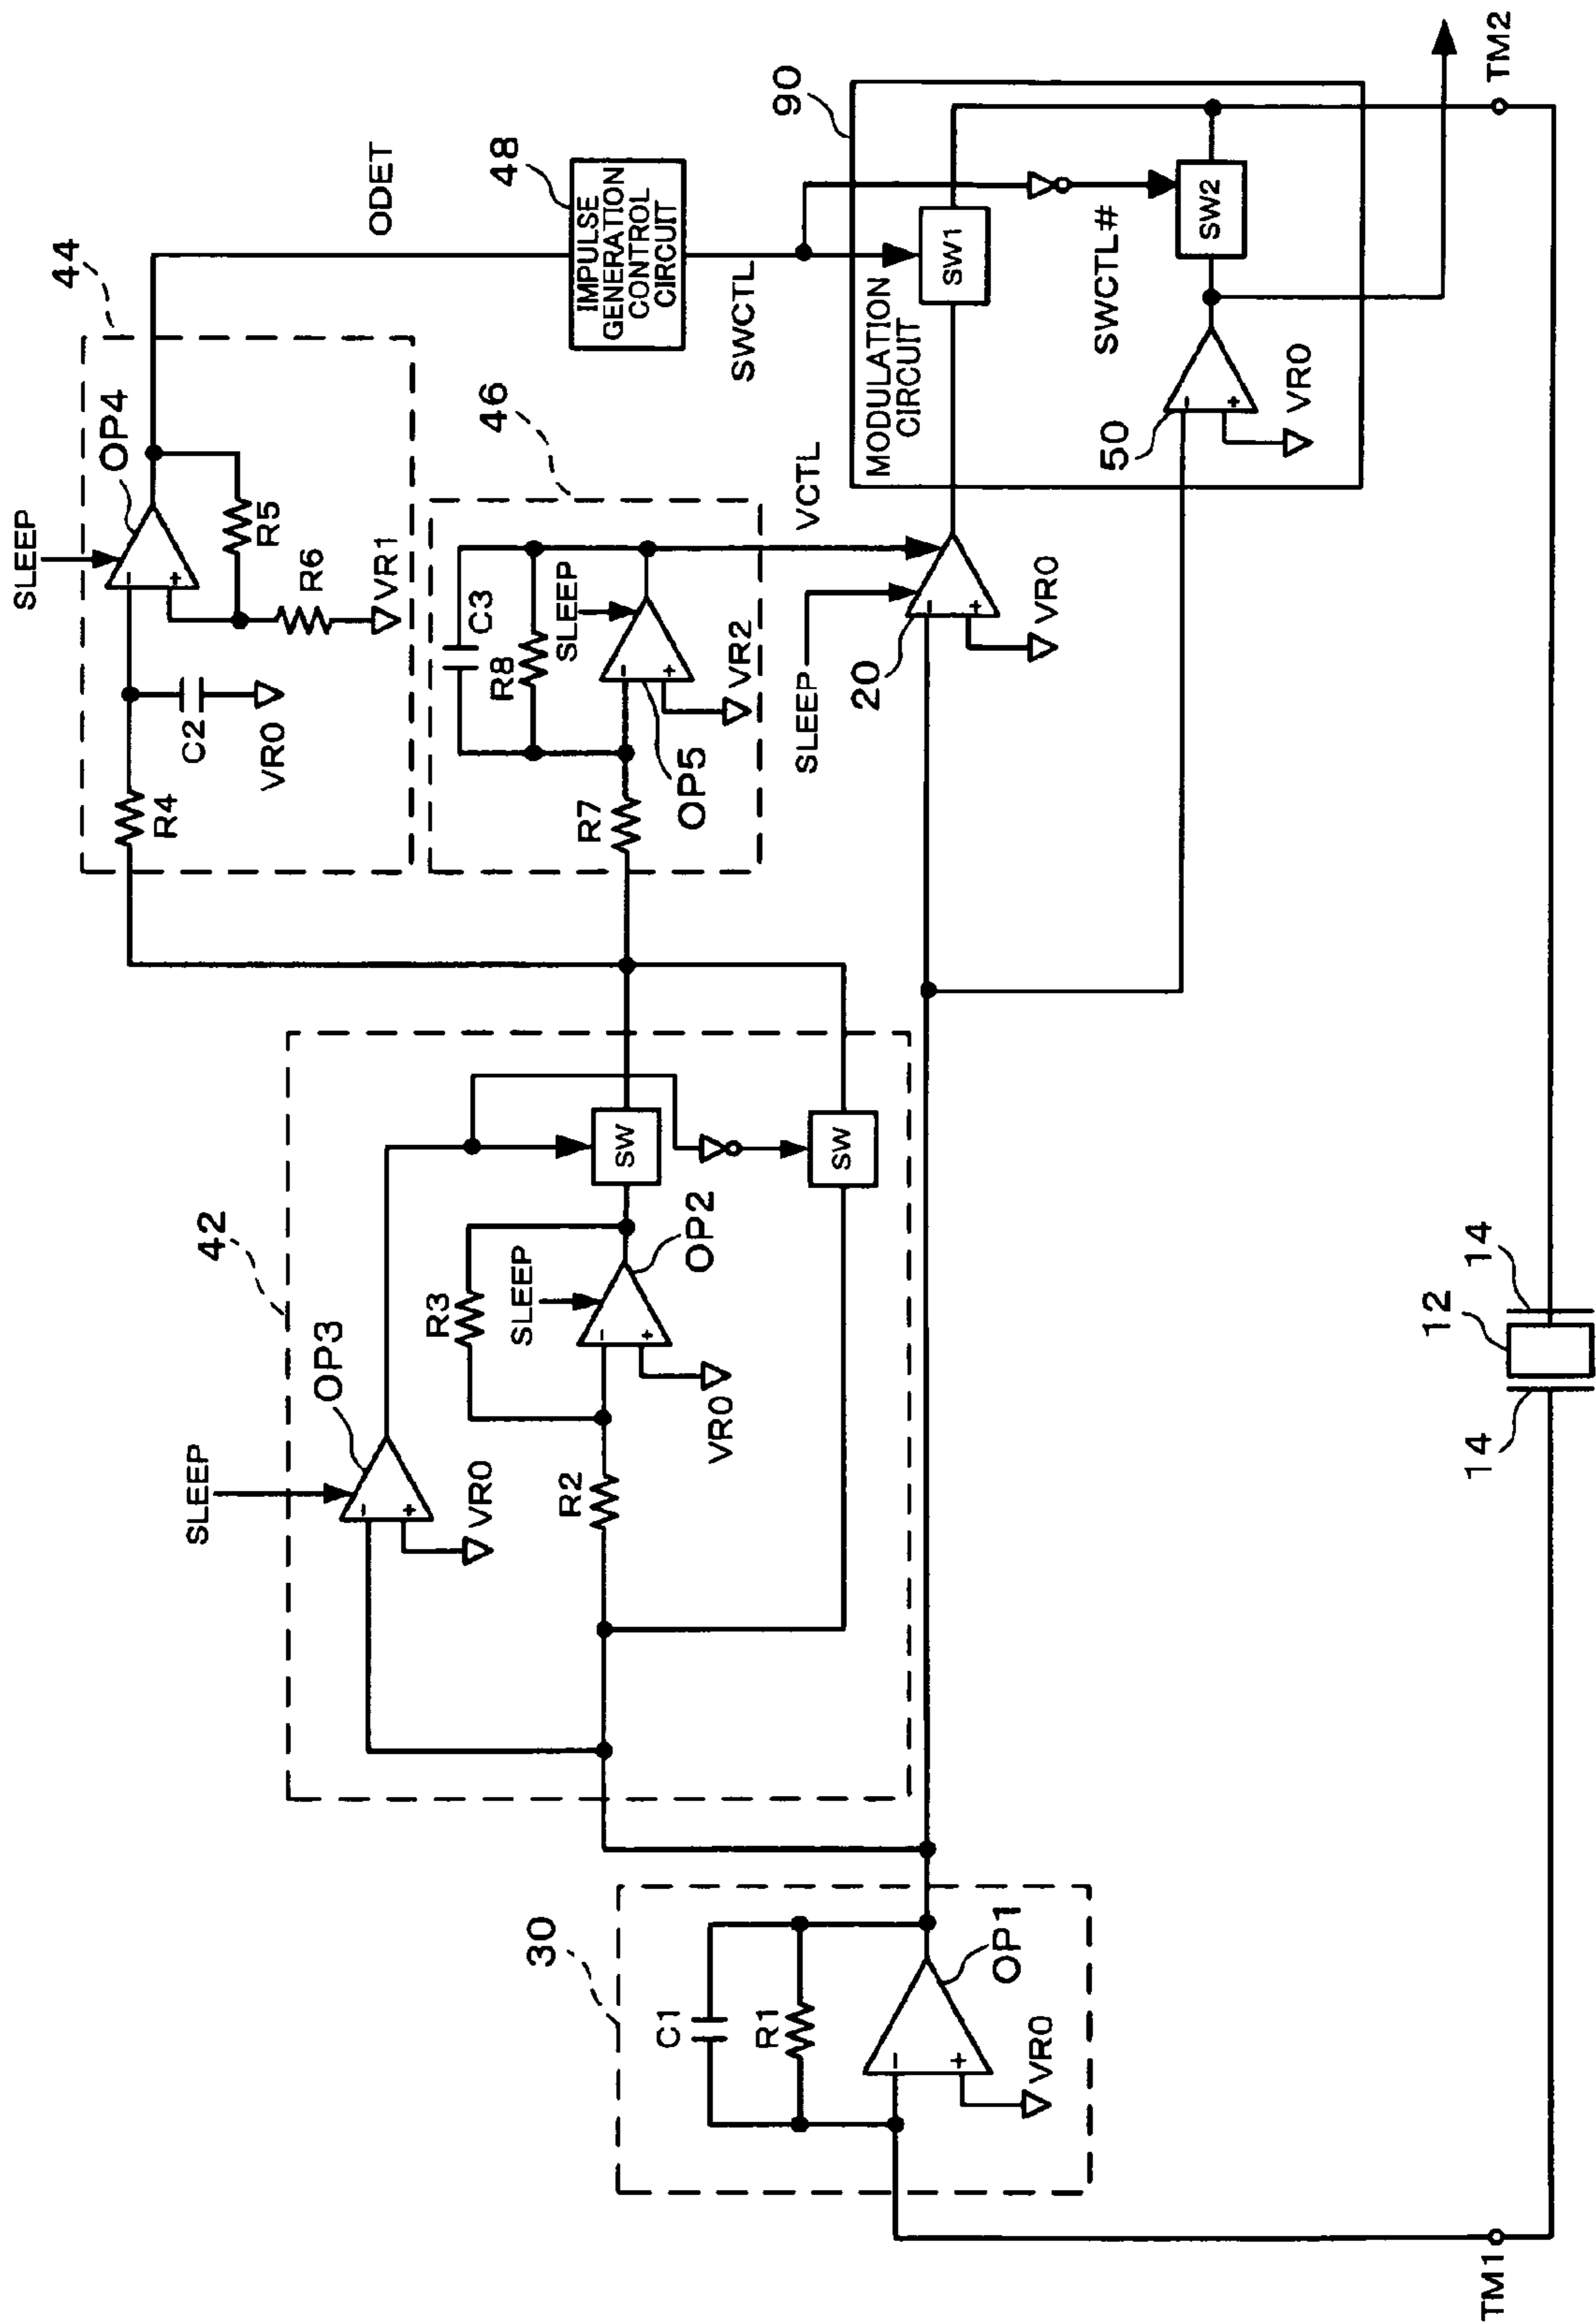 SLEEP
OP4
44
ODET
R5
R6
VR1
R4
C2
VR0
48
IMPULSE
GENERATION
CONTROL
CIRCUIT
SWCTL
46
C3
R8
SLEEP
VR2
OP5
R7
VCTL
SLEEP
20
VR0
90
MODULATION
CIRCUIT
SW1
SWCTL#
SW2
50
VR0
TM2
42
SLEEP
OP3
VR0
R3
SLEEP
OP2
R2
VR0
SW
SW
30
C1
R1
OP1
VR0
TM1
14
12
14